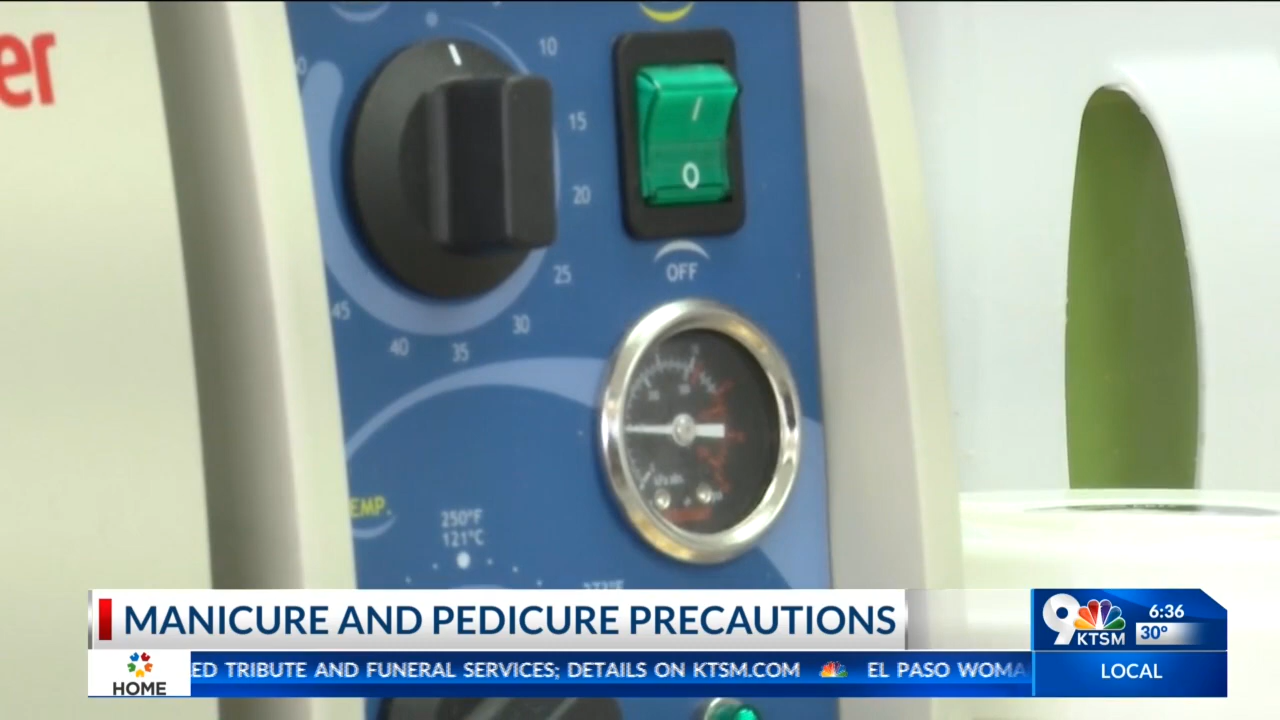 er
10
15
20
25
30
35
40
45
I
O
OFF
EMP.
250°F
121°C
MANICURE AND PEDICURE PRECAUTIONS
9
KTSM
6:36
30°
LOCAL
HOME
ED TRIBUTE AND FUNERAL SERVICES; DETAILS ON KTSM.COM
EL PASO WOMA